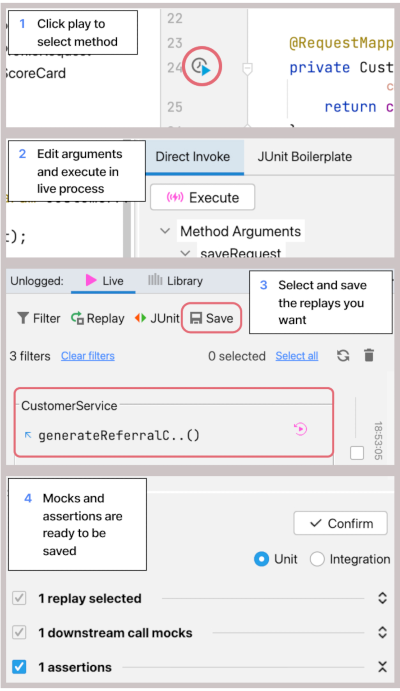 1 Click play to
select method
22
23 @RequestMapp
24 private Cust
25 return c
ScoreCard
2 Edit arguments
and execute in
live process
t);
Direct Invoke JUnit Boilerplate
Execute
Method Arguments
saveRequest
Unlogged: Live Library
3 Select and save
the replays you
want
Filter Replay JUnit Save
3 filters Clear filters 0 selected Select all
CustomerService
generateReferralC..()
18:53:05
4 Mocks and
assertions are
ready to be
saved
Confirm
Unit Integration
1 replay selected
1 downstream call mocks
1 assertions